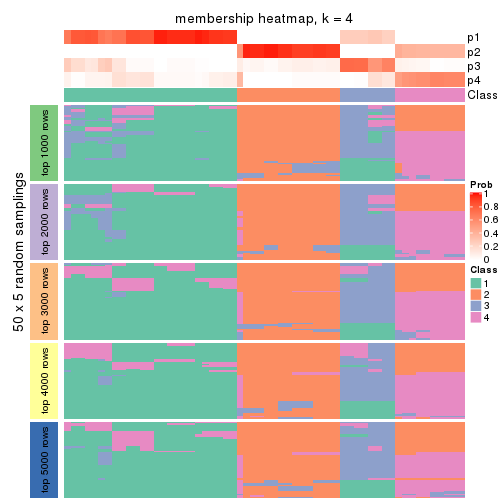 membership heatmap, k = 4
p1
p2
p3
p4
Class
50 x 5 random samplings
top 1000 rows
top 2000 rows
top 3000 rows
top 4000 rows
top 5000 rows
Prob
1
0.8
0.6
0.4
0.2
0
Class
1
2
3
4